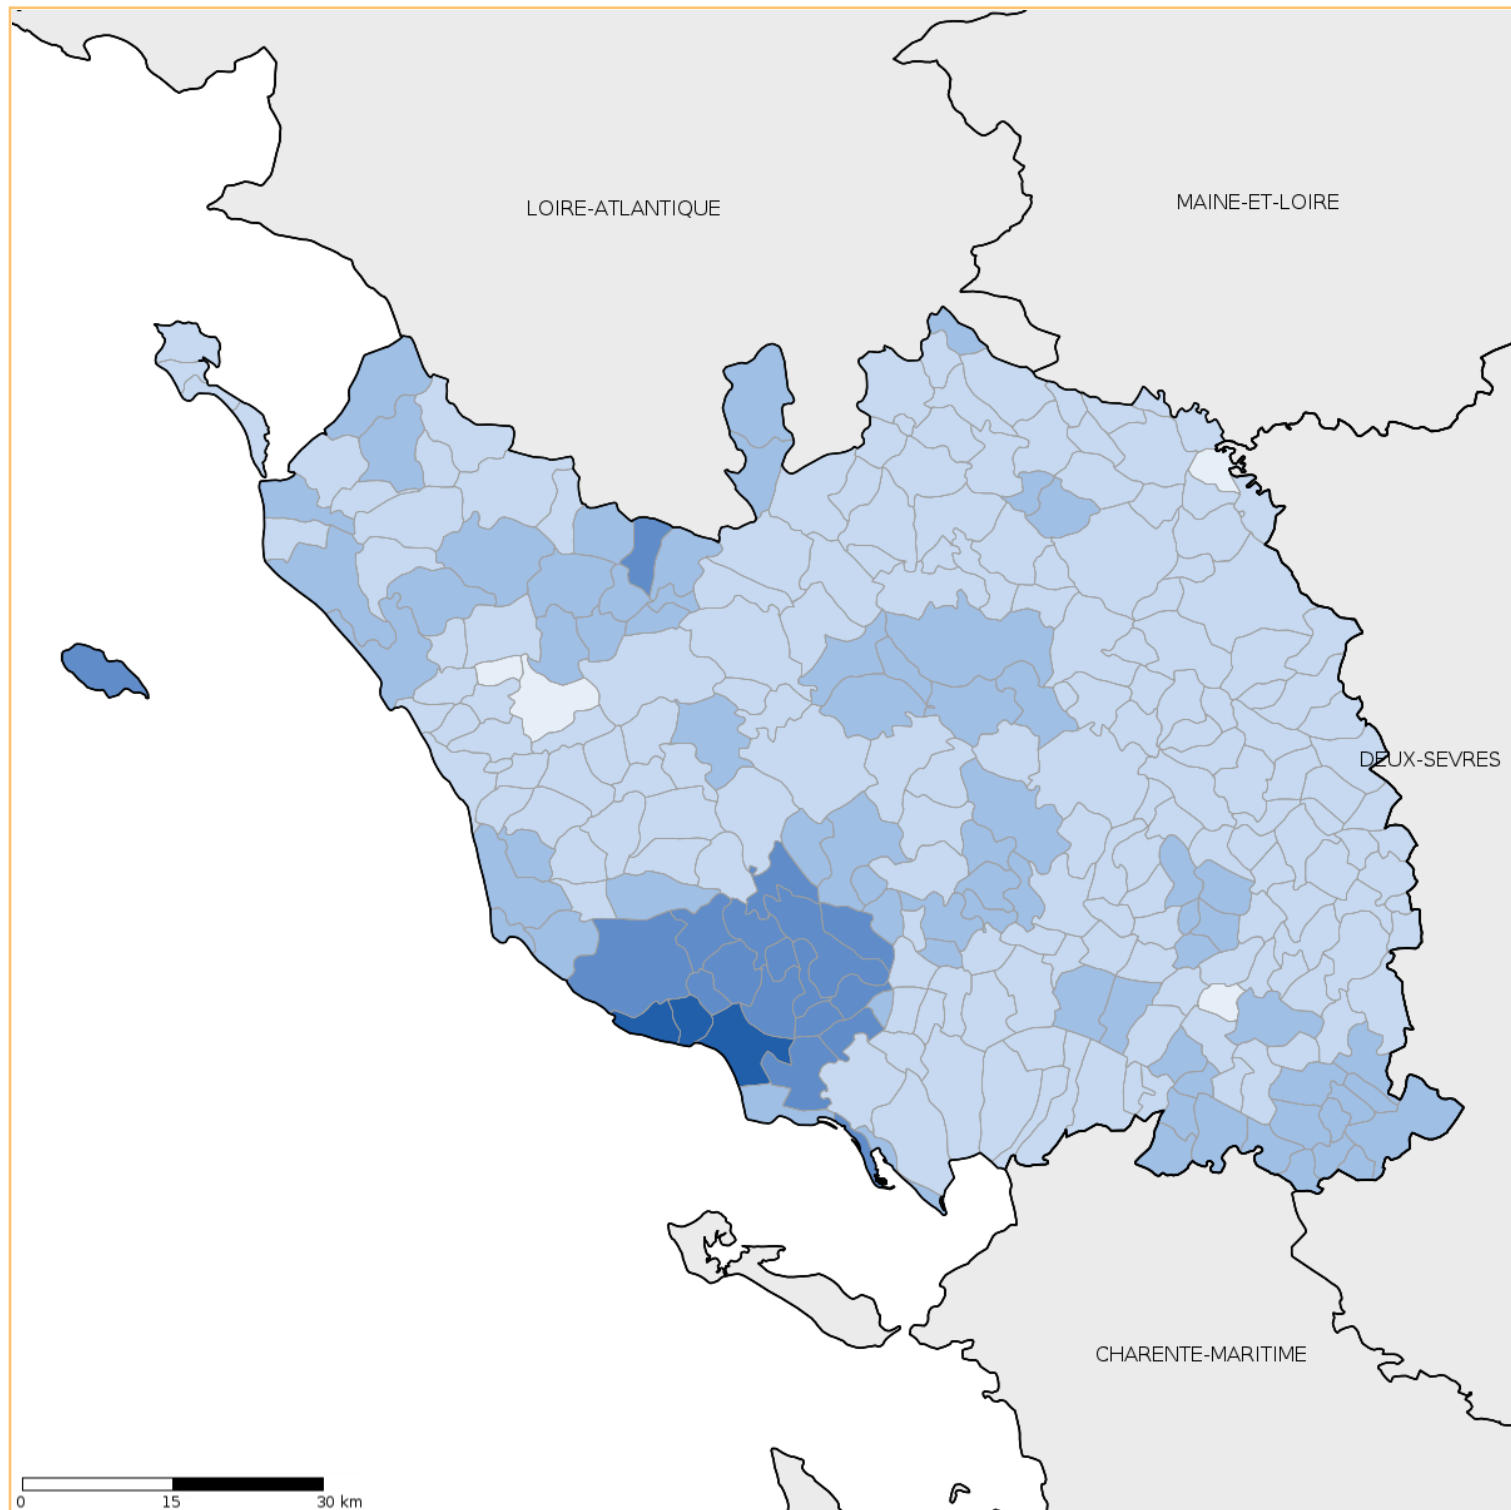 MAINE-ET-LOIRE
LOIRE-ATLANTIQUE
DEUX-SEVRES
CHARENTE-MARITIME
0 15 30 km